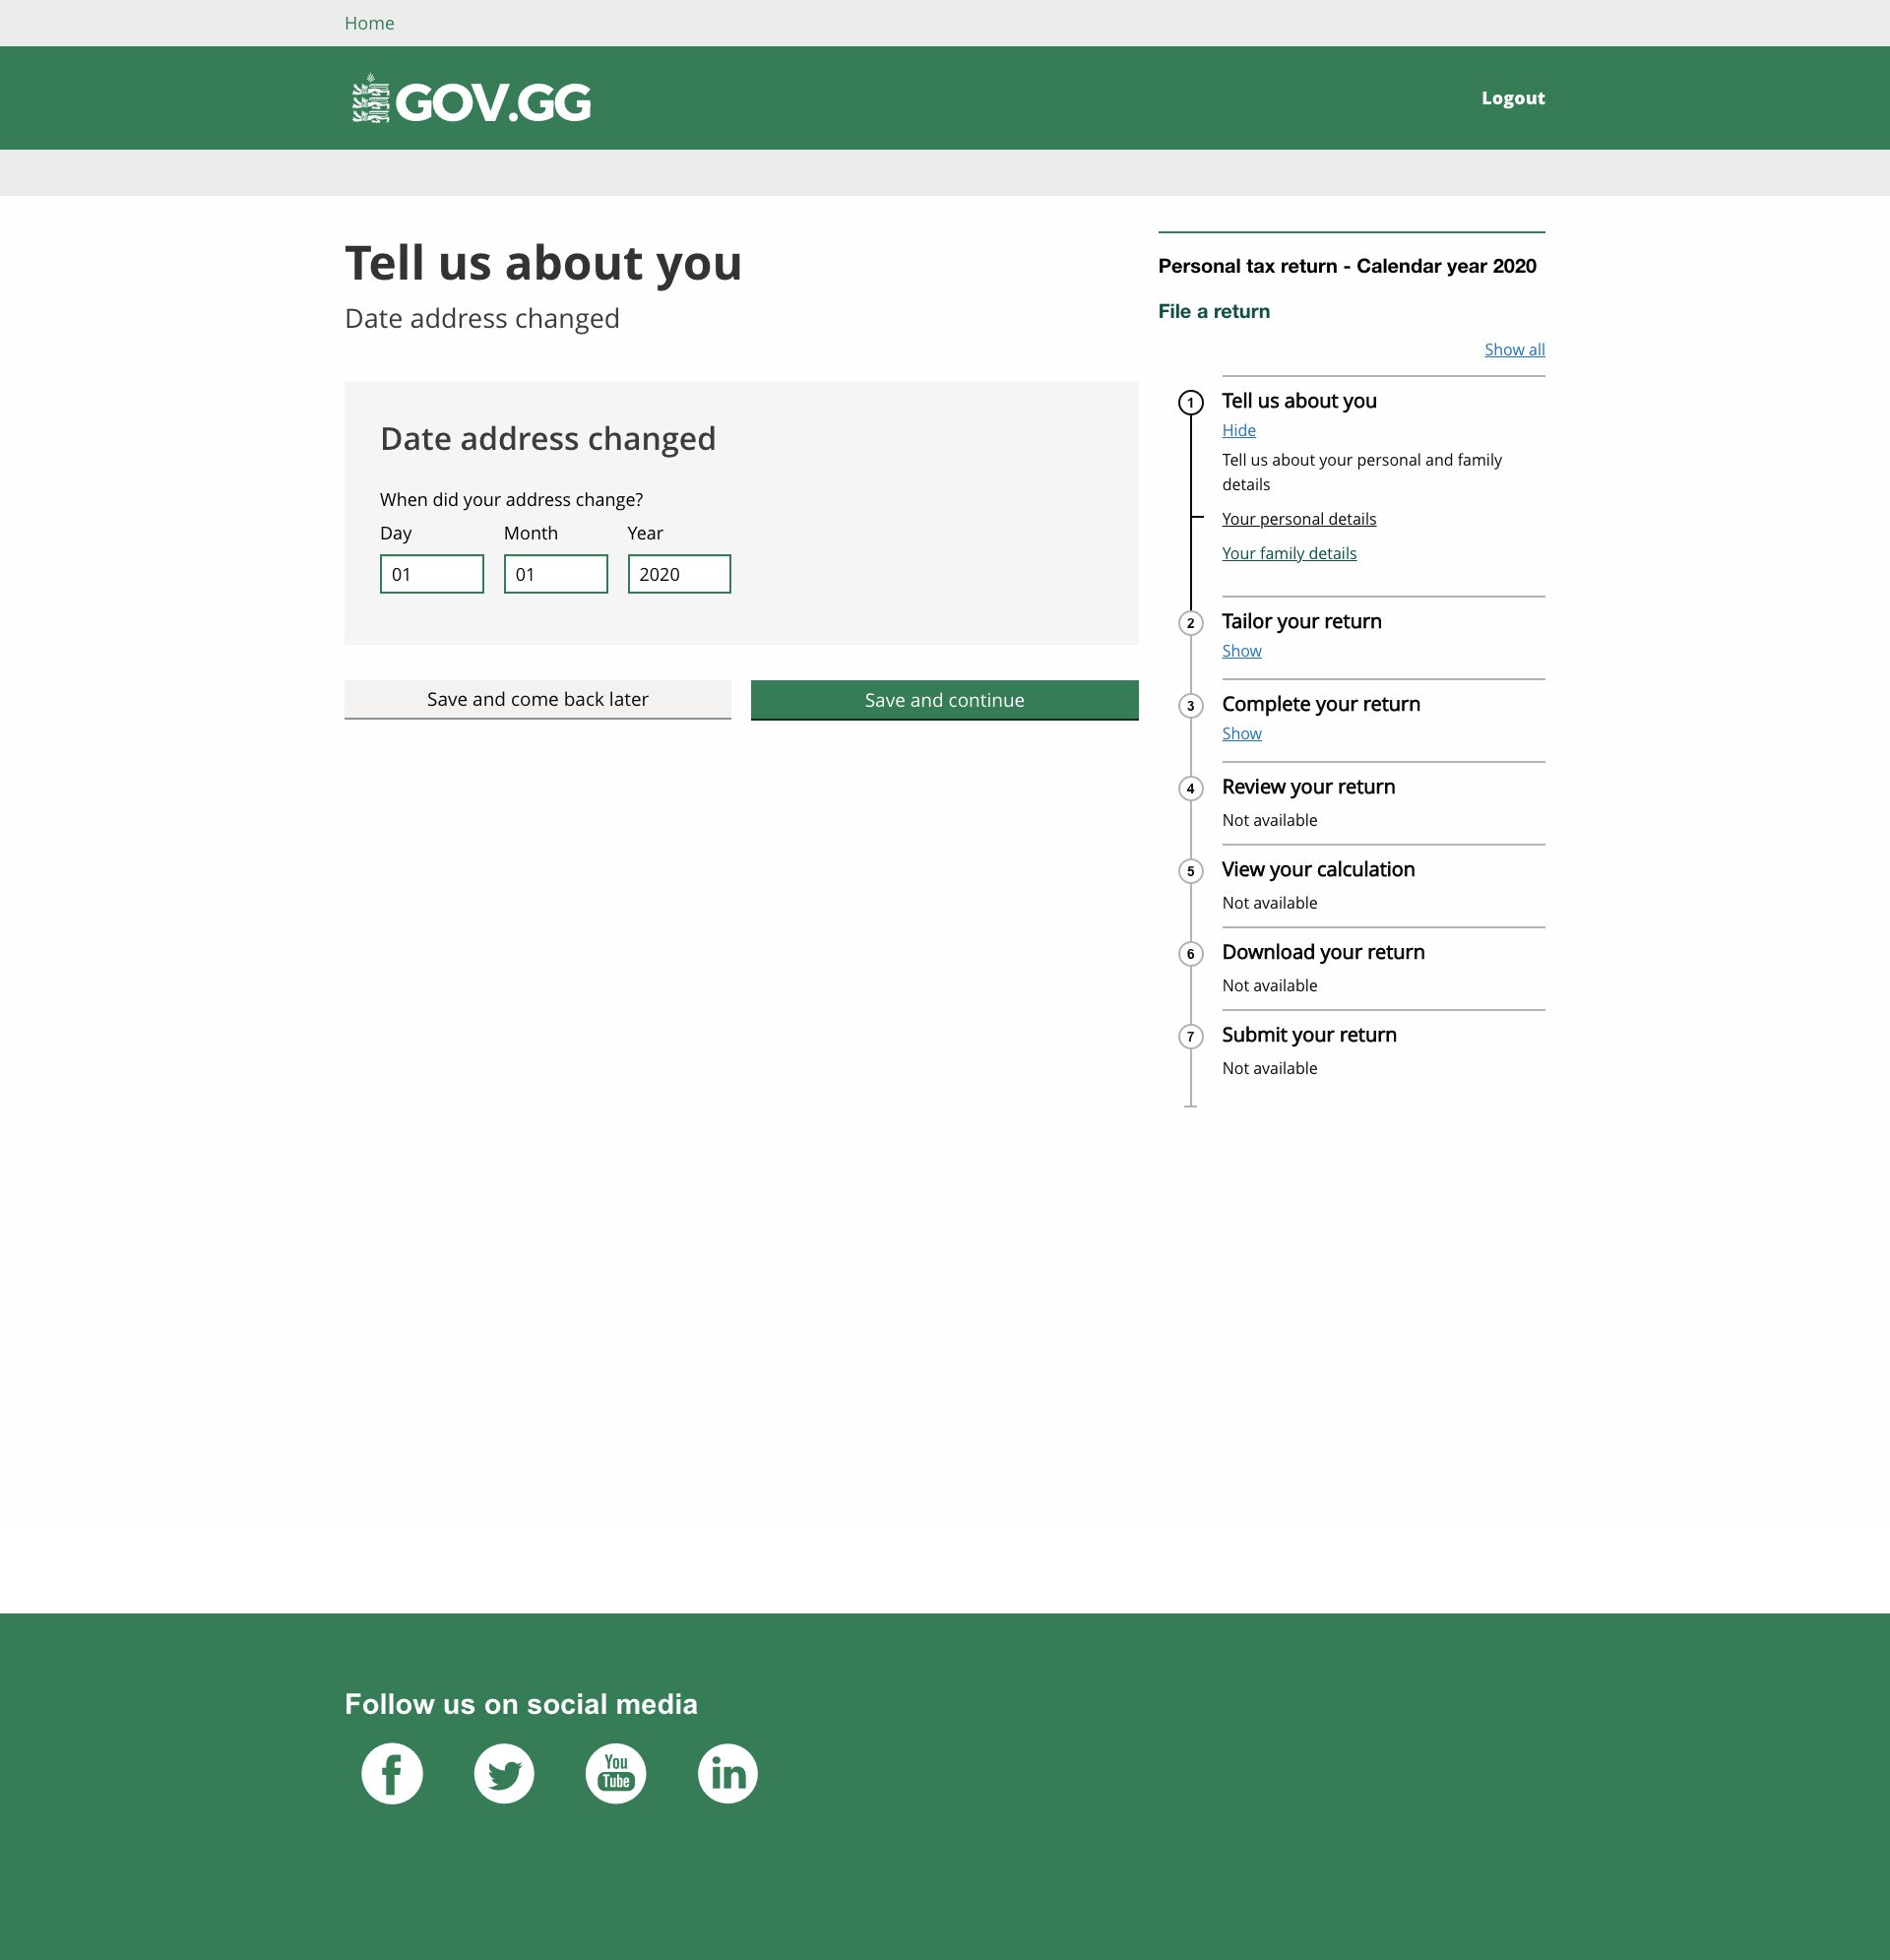 Home
GOV.GG
Logout
Tell us about you
Date address changed
Date address changed
When did your address change?
Day Month Year
01 01 2020
Save and come back later
Save and continue
Personal tax return - Calendar year 2020
File a return
Show all
1 Tell us about you
Hide
Tell us about your personal and family
details
Your personal details
Your family details
2 Tailor your return
Show
3 Complete your return
Show
4 Review your return
Not available
5 View your calculation
Not available
6 Download your return
Not available
7 Submit your return
Not available
Follow us on social media
f
You
Tube
in